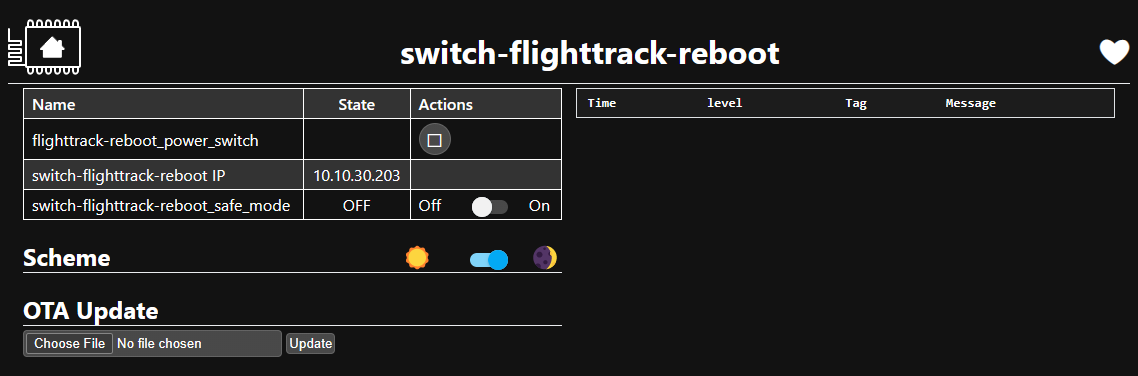 switch-flighttrack-reboot
Name State Actions
flighttrack-reboot_power_switch
switch-flighttrack-reboot IP 10.10.30.203
switch-flighttrack-reboot_safe_mode OFF Off On
Time level Tag Message
Scheme
OTA Update
Choose File No file chosen Update